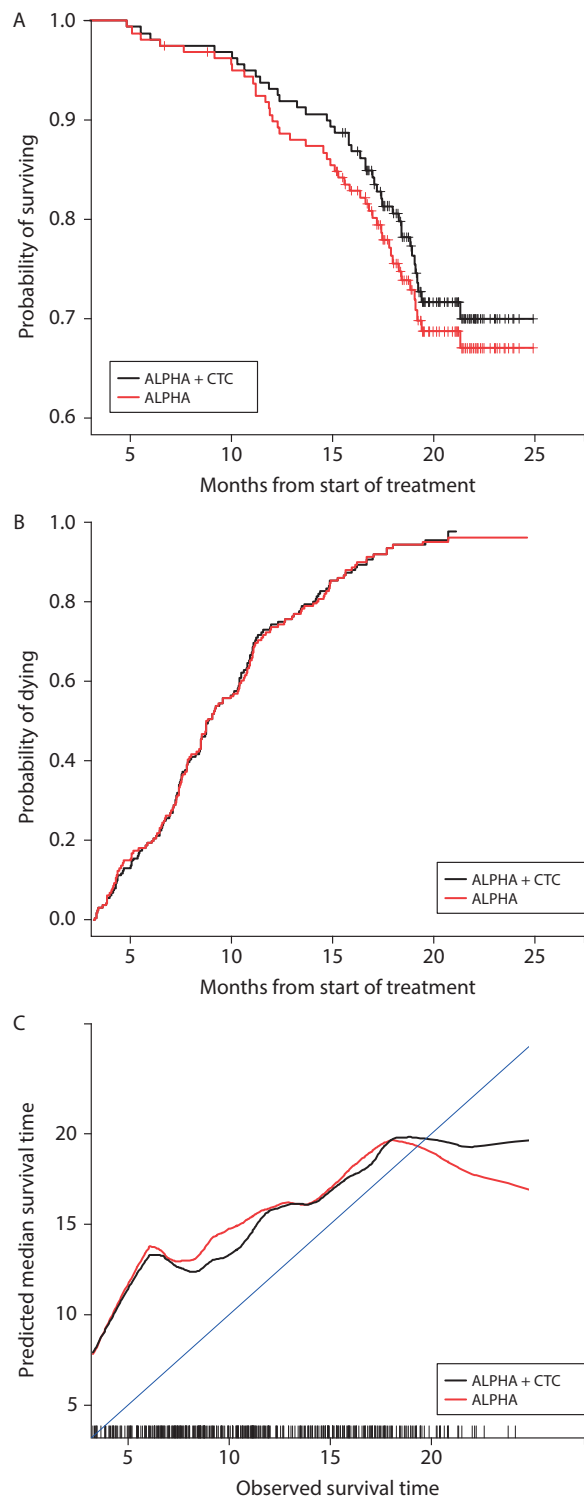 A
1.0
0.9
0.8
0.7
0.6
Probability of surviving
ALPHA + CTC
ALPHA
5 10 15 20 25
Months from start of treatment
B
1.0
0.8
0.6
0.4
0.2
0.0
Probability of dying
ALPHA + CTC
ALPHA
5 10 15 20 25
Months from start of treatment
C
20
15
10
5
Predicted median survival time
ALPHA + CTC
ALPHA
5 10 15 20
Observed survival time